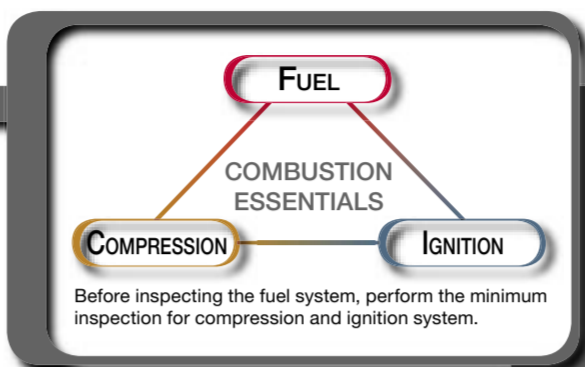 FUEL
COMBUSTION
ESSENTIALS
COMPRESSION
IGNITION
Before inspecting the fuel system, perform the minimum
inspection for compression and ignition system.